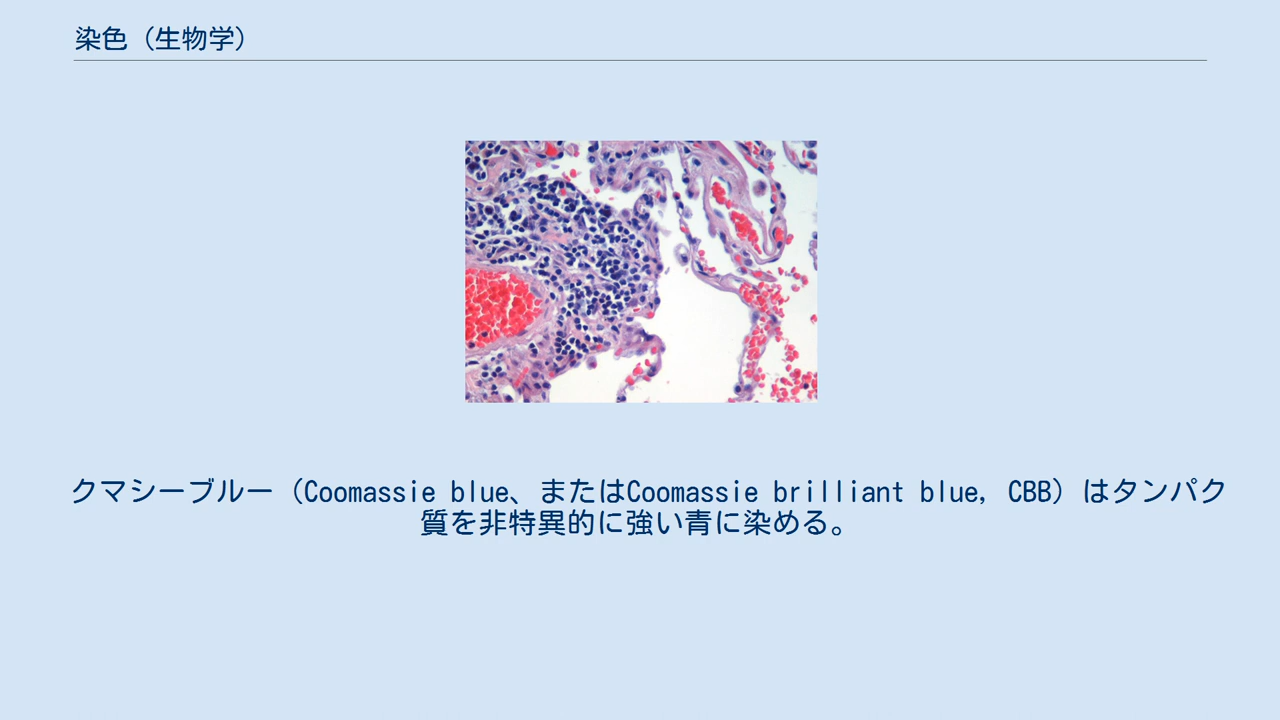 染色（生物学）
クマシーブルー（Coomassie blue、またはCoomassie brilliant blue, CBB）はタンパク
質を非特異的に強い青に染める。